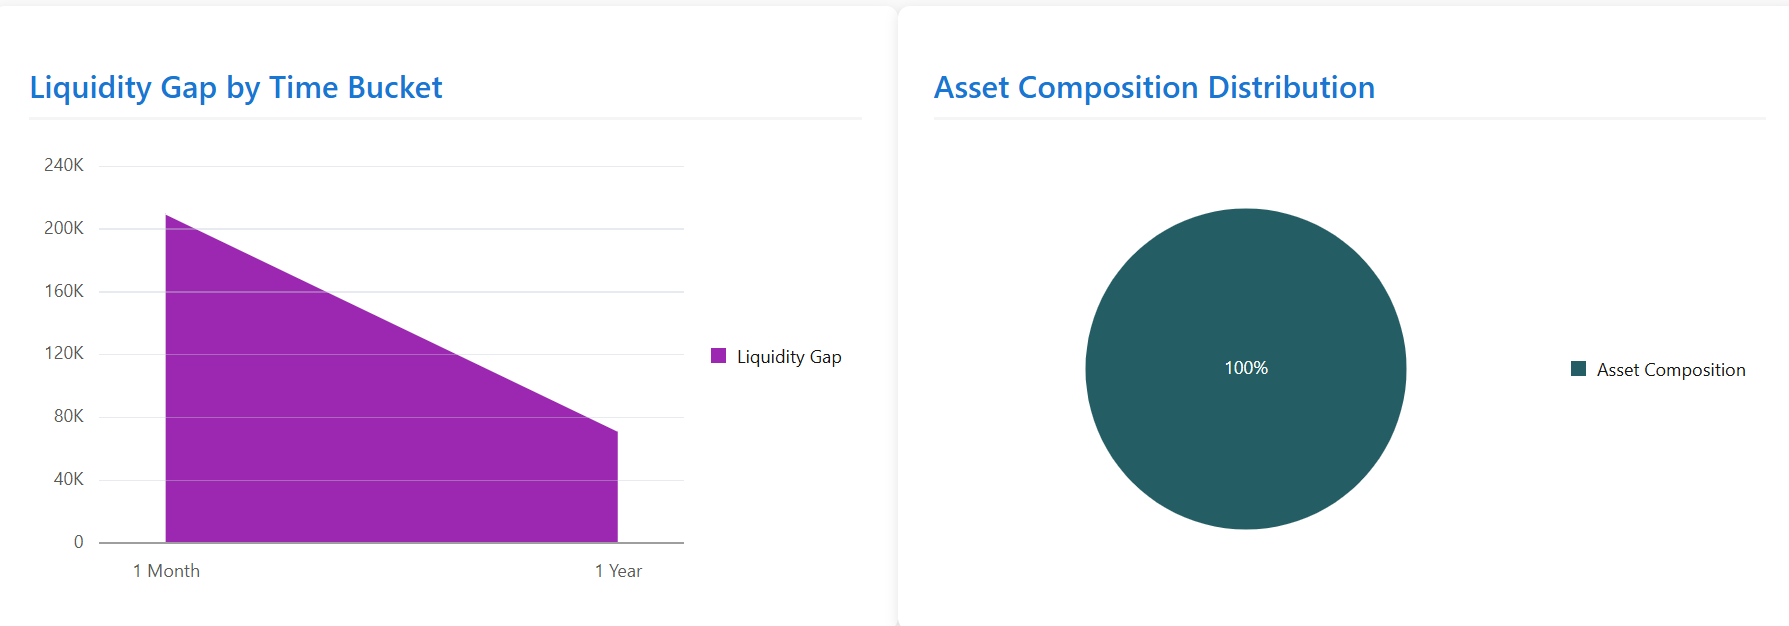 Liquidity Gap by Time Bucket
240K
200K
160K
120K
80K
40K
0
1 Month
1 Year
Liquidity Gap
Asset Composition Distribution
100%
Asset Composition